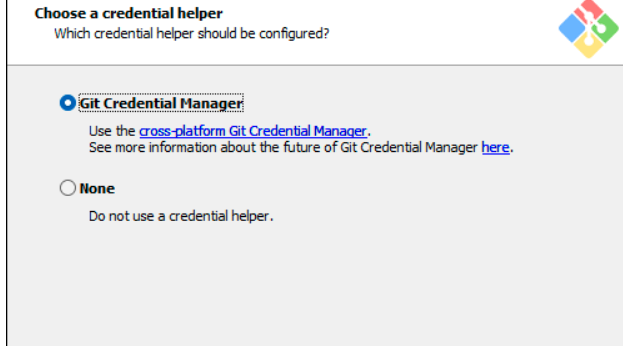 Choose a credential helper
Which credential helper should be configured?
Git Credential Manager
Use the cross-platform Git Credential Manager.
See more information about the future of Git Credential Manager here.
None
Do not use a credential helper.